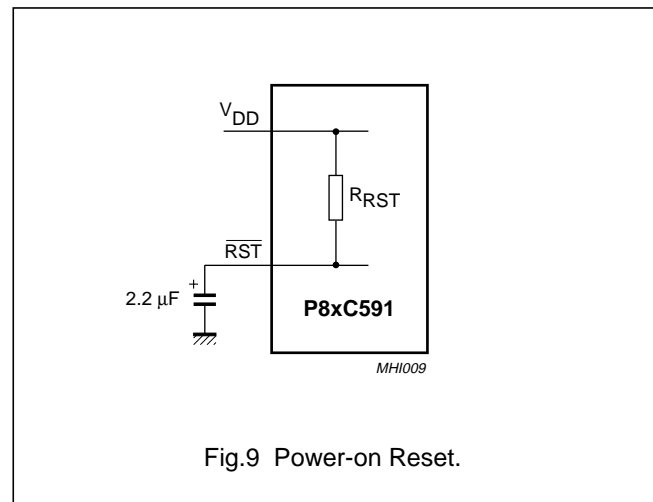 VDD
RRST
RST
+
2.2 μF
P8xC591
MHI009
Fig.9 Power-on Reset.